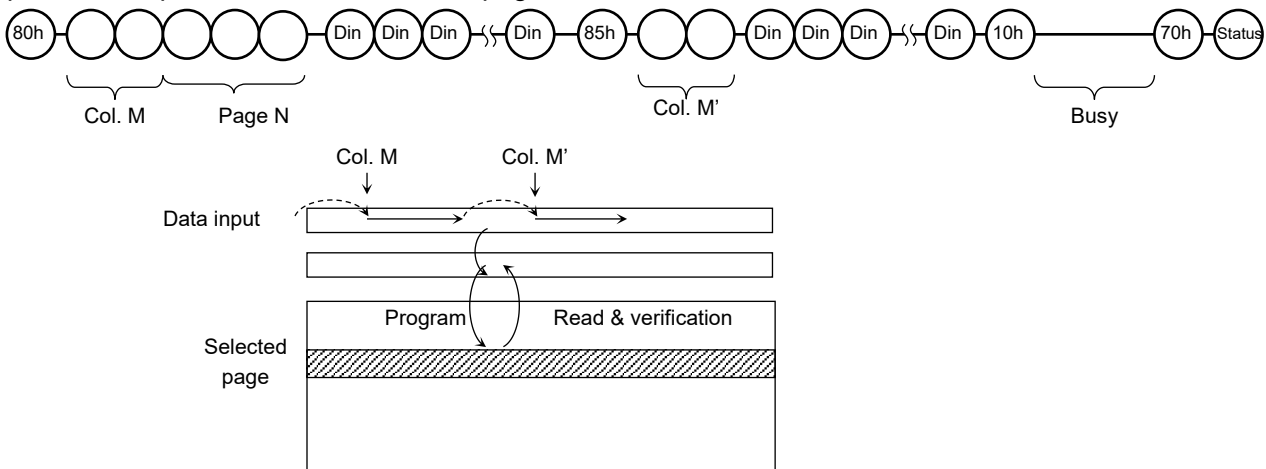 80h Din Din Din Din 85h Din Din Din Din 10h 70h Status
Col. M Page N Col. M’ Busy
Col. M Col. M’
Data input
Program Read & verification
Selected
page